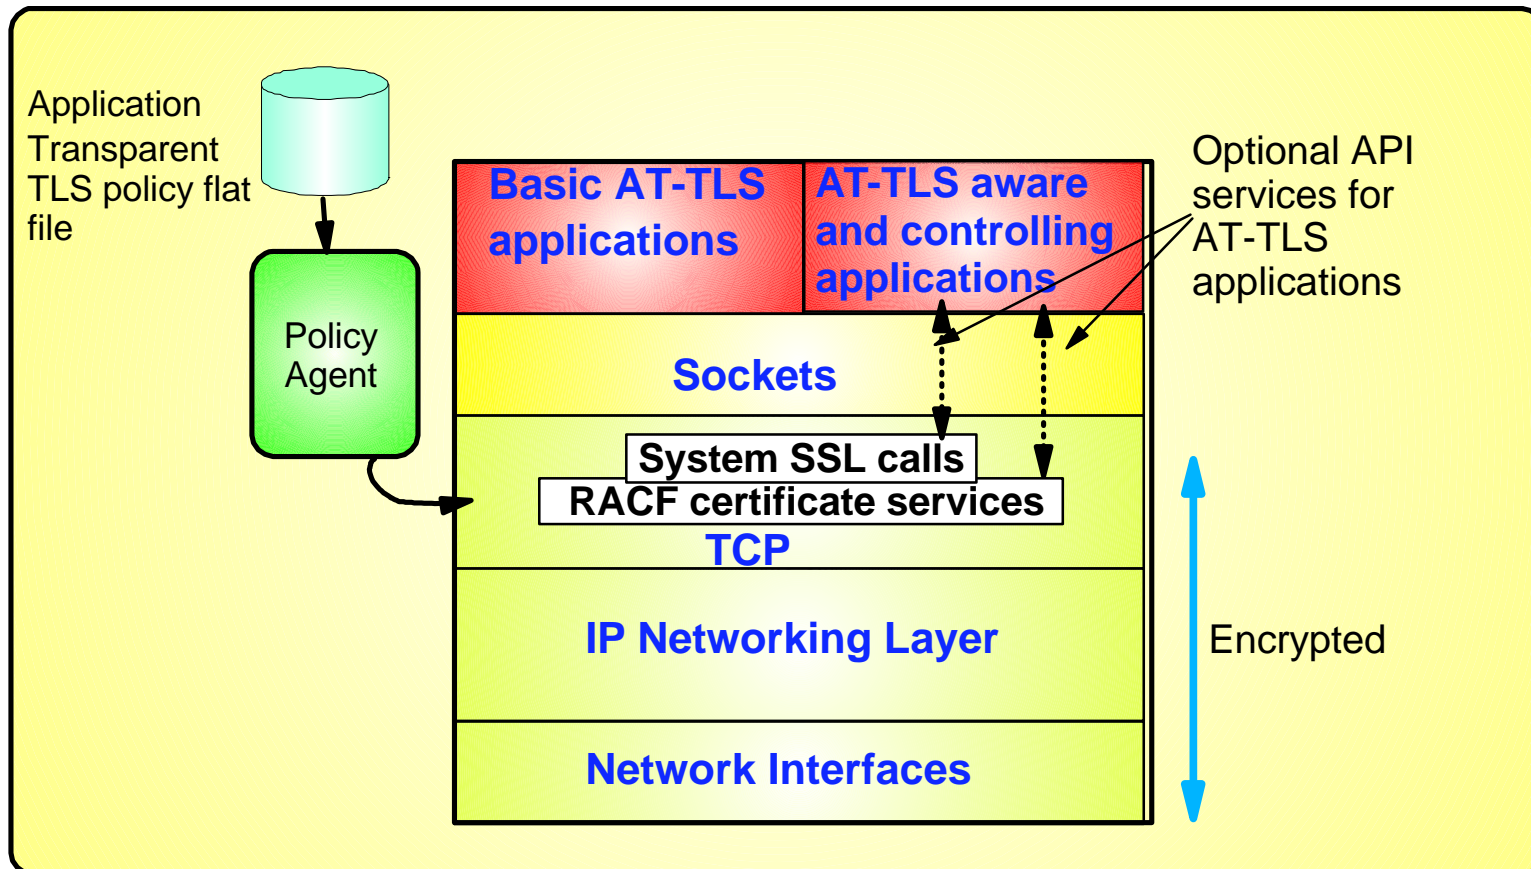 Application
Transparent
TLS policy flat
file
Policy
Agent
Basic AT-TLS
applications
AT-TLS aware
and controlling
applications
Optional API
services for
AT-TLS
applications
Sockets
System SSL calls
RACF certificate services
TCP
IP Networking Layer
Network Interfaces
Encrypted